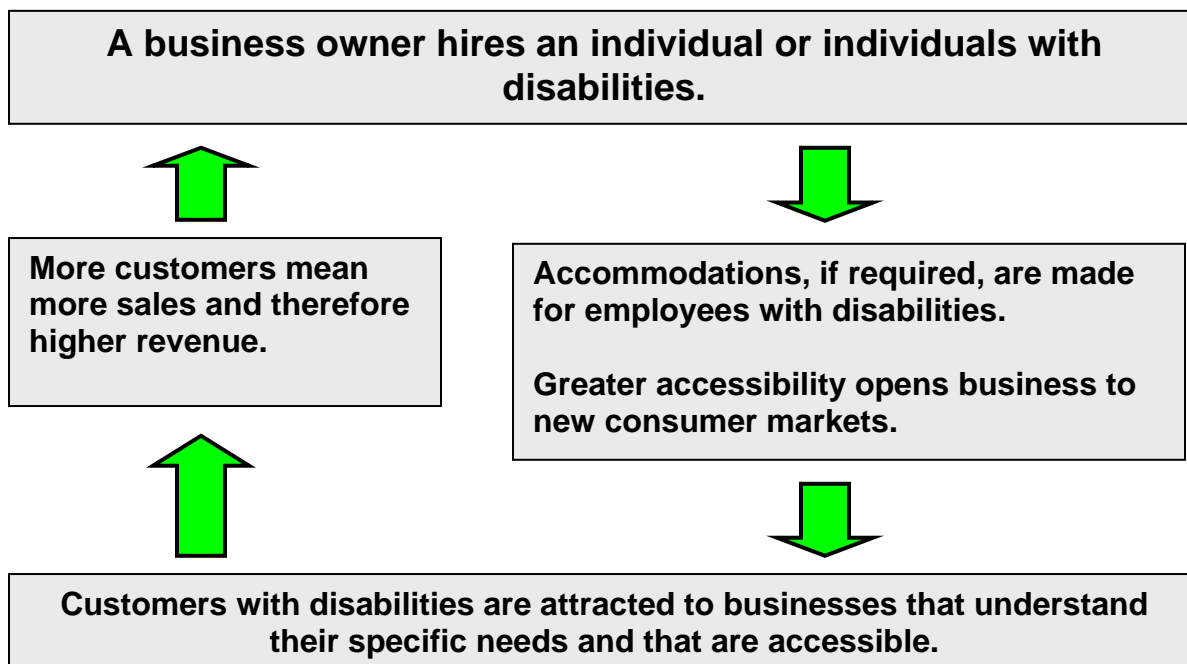 A business owner hires an individual or individuals with
disabilities.
Accommodations, if required, are made
for employees with disabilities.
Greater accessibility opens business to
new consumer markets.
Customers with disabilities are attracted to businesses that understand
their specific needs and that are accessible.
More customers mean
more sales and therefore
higher revenue.